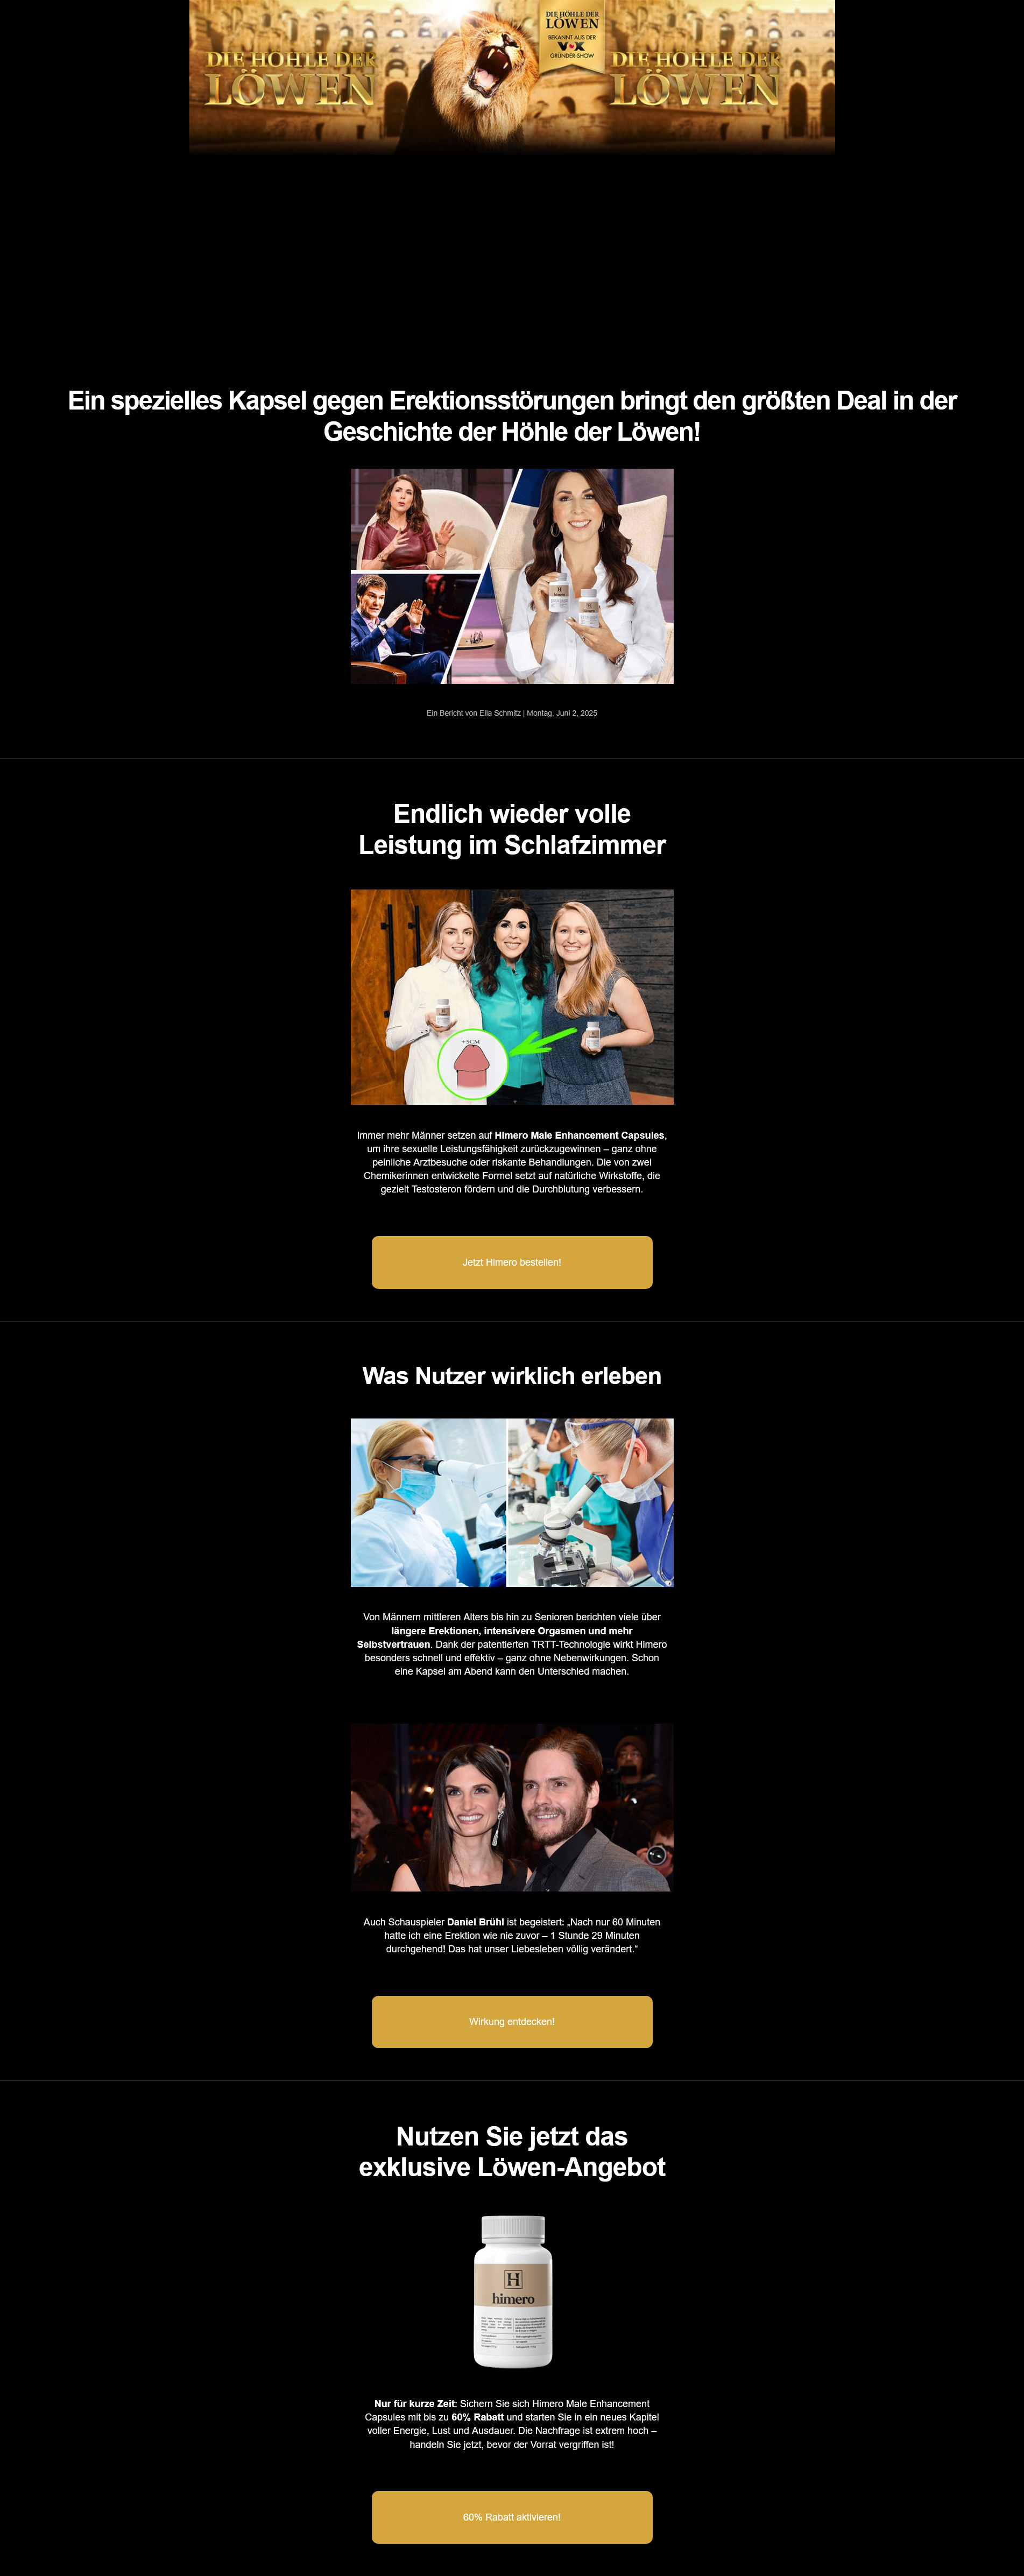 DIE HÖHLE DER
LÖWEN
DIE HÖHLE DER
LÖWEN
BEKANNT AUS DER
VOX
GRÜNDER-SHOW
DIE HÖHLE DER
LÖWEN
Ein spezielles Kapsel gegen Erektionsstörungen bringt den größten Deal in der
Geschichte der Höhle der Löwen!
Ein Bericht von Ella Schmitz | Montag, Juni 2, 2025
Endlich wieder volle
Leistung im Schlafzimmer
+3CM
Immer mehr Männer setzen auf Himero Male Enhancement Capsules,
um ihre sexuelle Leistungsfähigkeit zurückzugewinnen – ganz ohne
peinliche Arztbesuche oder riskante Behandlungen. Die von zwei
Chemikerinnen entwickelte Formel setzt auf natürliche Wirkstoffe, die
gezielt Testosteron fördern und die Durchblutung verbessern.
Jetzt Himero bestellen!
Was Nutzer wirklich erleben
Von Männern mittleren Alters bis hin zu Senioren berichten viele über
längere Erektionen, intensivere Orgasmen und mehr
Selbstvertrauen. Dank der patentierten TRTT-Technologie wirkt Himero
besonders schnell und effektiv – ganz ohne Nebenwirkungen. Schon
eine Kapsel am Abend kann den Unterschied machen.
Auch Schauspieler Daniel Brühl ist begeistert: „Nach nur 60 Minuten
hatte ich eine Erektion wie nie zuvor – 1 Stunde 29 Minuten
durchgehend! Das hat unser Liebesleben völlig verändert."
Wirkung entdecken!
Nutzen Sie jetzt das
exklusive Löwen-Angebot
H
himero
Nur für kurze Zeit: Sichern Sie sich Himero Male Enhancement
Capsules mit bis zu 60% Rabatt und starten Sie in ein neues Kapitel
voller Energie, Lust und Ausdauer. Die Nachfrage ist extrem hoch –
handeln Sie jetzt, bevor der Vorrat vergriffen ist!
60% Rabatt aktivieren!